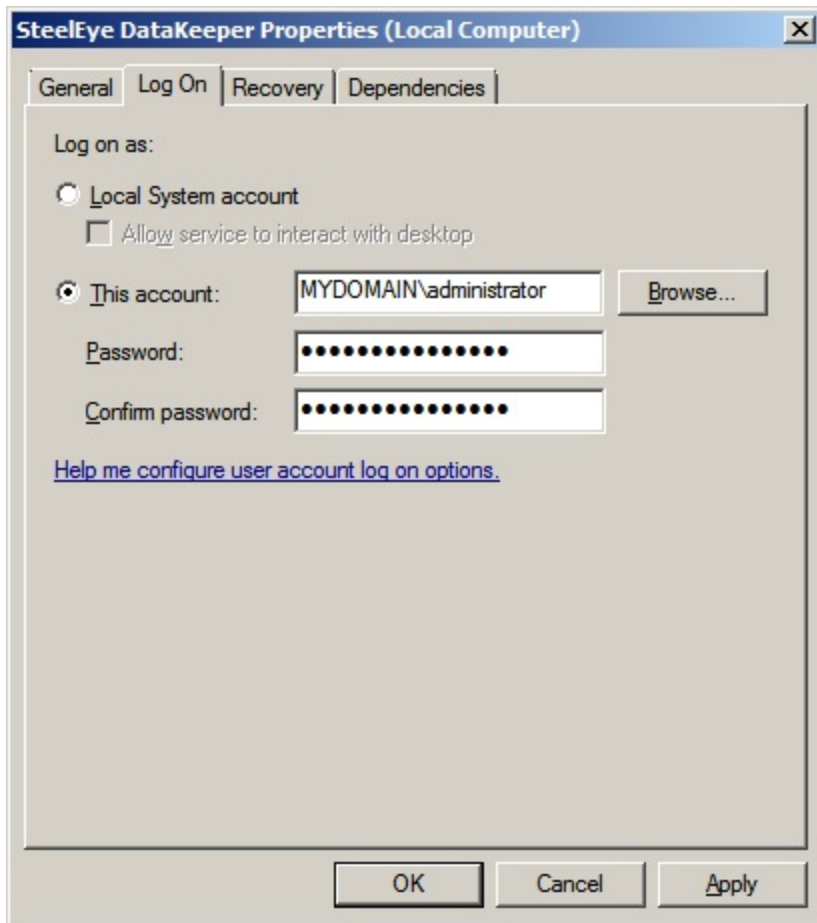 SteelEye DataKeeper Properties (Local Computer)
General Log On Recovery Dependencies
Log on as:
Local System account
Allow service to interact with desktop
This account: MYDOMAIN\administrator Browse...
Password: •••••••••••••••
Confirm password: •••••••••••••••
Help me configure user account log on options.
OK Cancel Apply